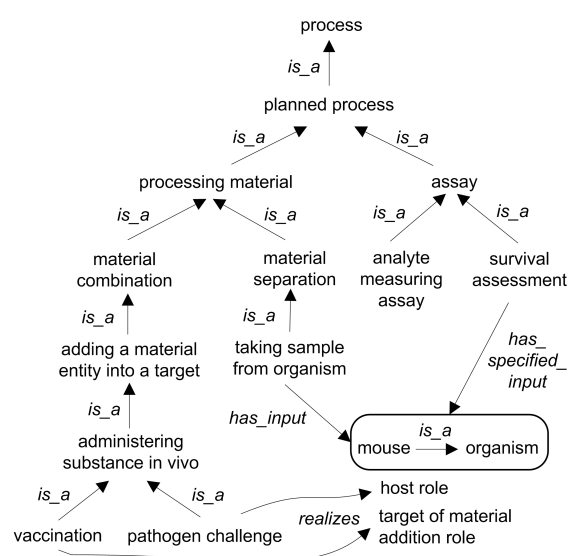 process
is_a
planned process
is_a
is_a
processing material
assay
is_a
is_a
is_a
is_a
material
combination
material
separation
analyte
measuring
assay
survival
assessment
is_a
is_a
adding a material
entity into a target
taking sample
from organism
has_
specified_
input
is_a
has_input
administering
substance in vivo
is_a
mouse
organism
is_a
is_a
host role
realizes
target of material
addition role
vaccination
pathogen challenge